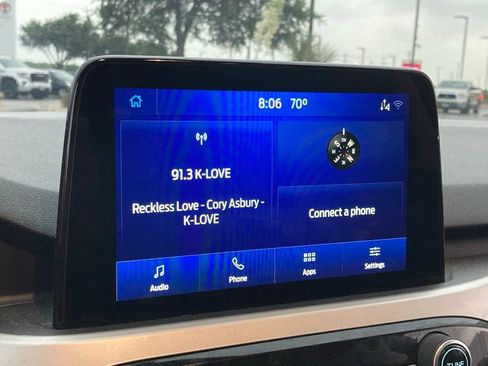 8:06 70°
91.3 K-LOVE
Reckless Love - Cory Asbury -
K-LOVE
Connect a phone
Audio
Phone
Apps
Settings
TUNE